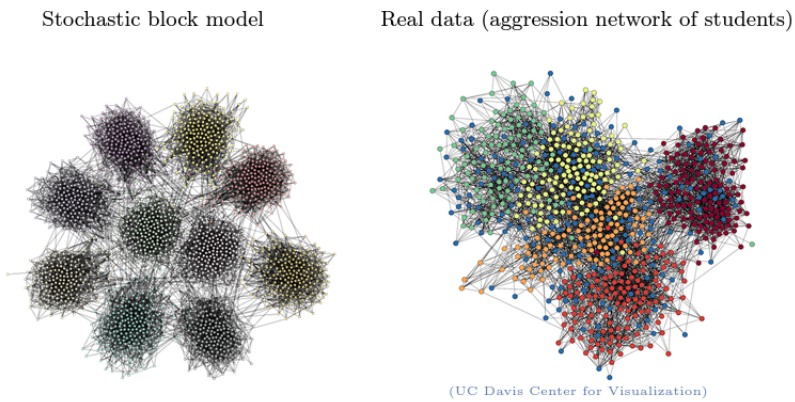 Stochastic block model
Real data (aggression network of students)
(UC Davis Center for Visualization)